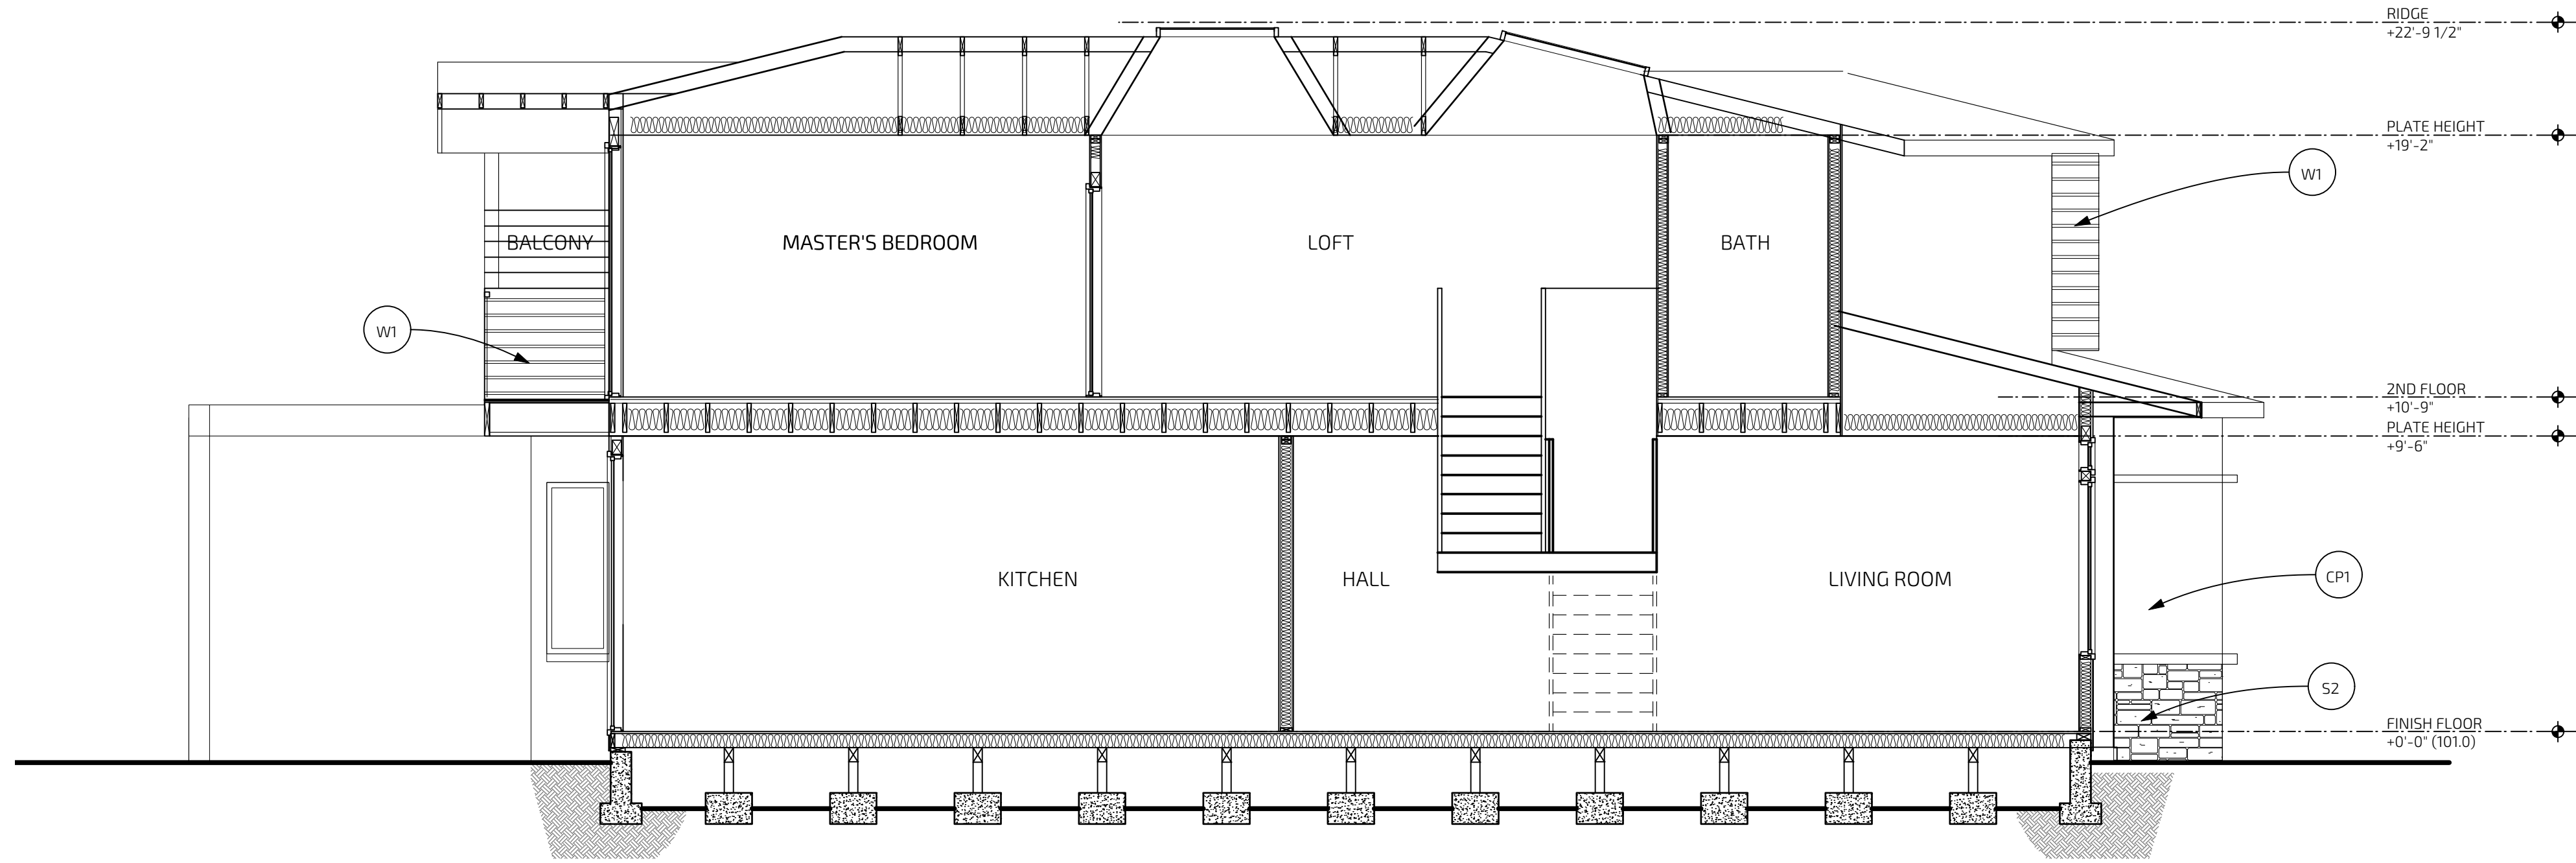 RIDGE
+22'-9 1/2"
PLATE HEIGHT
+19'-2"
W1
BALCONY
MASTER'S BEDROOM
LOFT
BATH
W1
2ND FLOOR
+10'-9"
PLATE HEIGHT
+9'-6"
KITCHEN
HALL
LIVING ROOM
CP1
S2
FINISH FLOOR
+0'-0" (101.0)